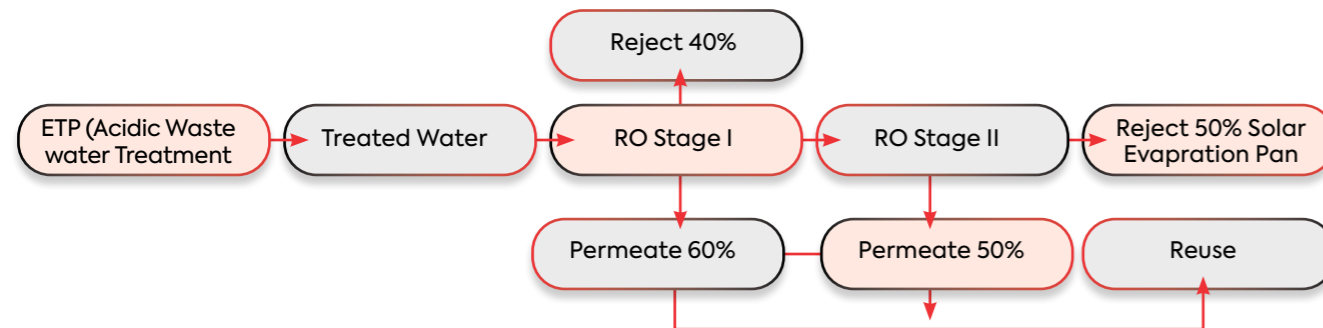 Reject 40%
ETP (Acidic Waste
water Treatment
Treated Water
RO Stage I
RO Stage II
Reject 50% Solar
Evapration Pan
Permeate 60%
Permeate 50%
Reuse